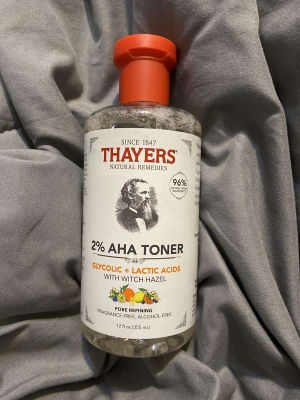 SINCE 1847
THAYERS
NATURAL REMEDIES
96%
2% AHA TONER
GLYCOLIC + LACTIC ACIDS
WITH WITCH HAZEL
PORE REFINING
FRAGRANCE-FREE, ALCOHOL-FREE
12 fl oz (355 mL)